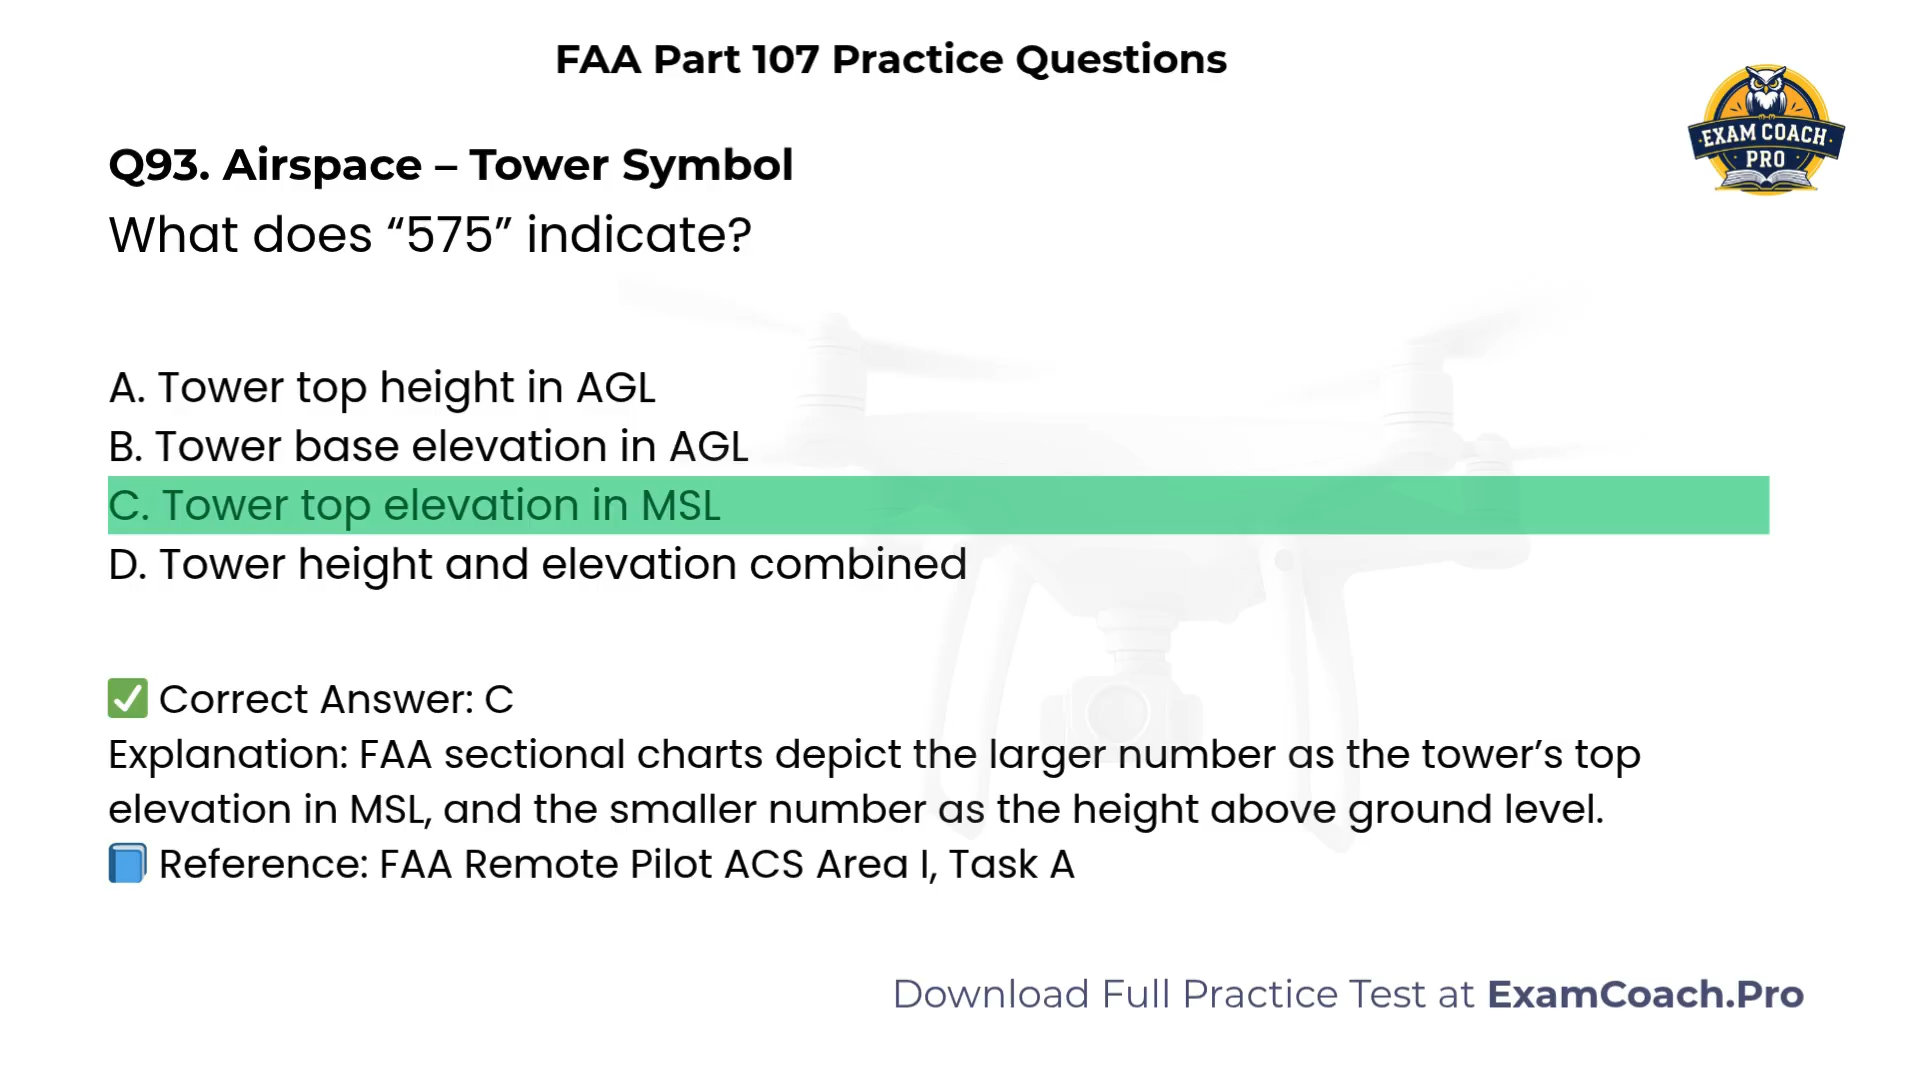 FAA Part 107 Practice Questions
EXAM COACH
PRO
Q93. Airspace – Tower Symbol
What does “575” indicate?
A. Tower top height in AGL
B. Tower base elevation in AGL
C. Tower top elevation in MSL
D. Tower height and elevation combined
✅ Correct Answer: C
Explanation: FAA sectional charts depict the larger number as the tower’s top
elevation in MSL, and the smaller number as the height above ground level.
📘 Reference: FAA Remote Pilot ACS Area I, Task A
Download Full Practice Test at ExamCoach.Pro